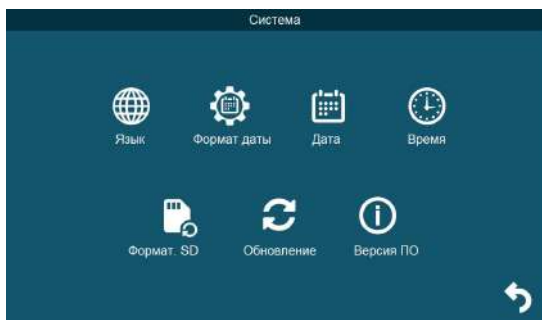 Система
Язык Формат даты Дата Время
Формат. SD Обновление Версия ПО